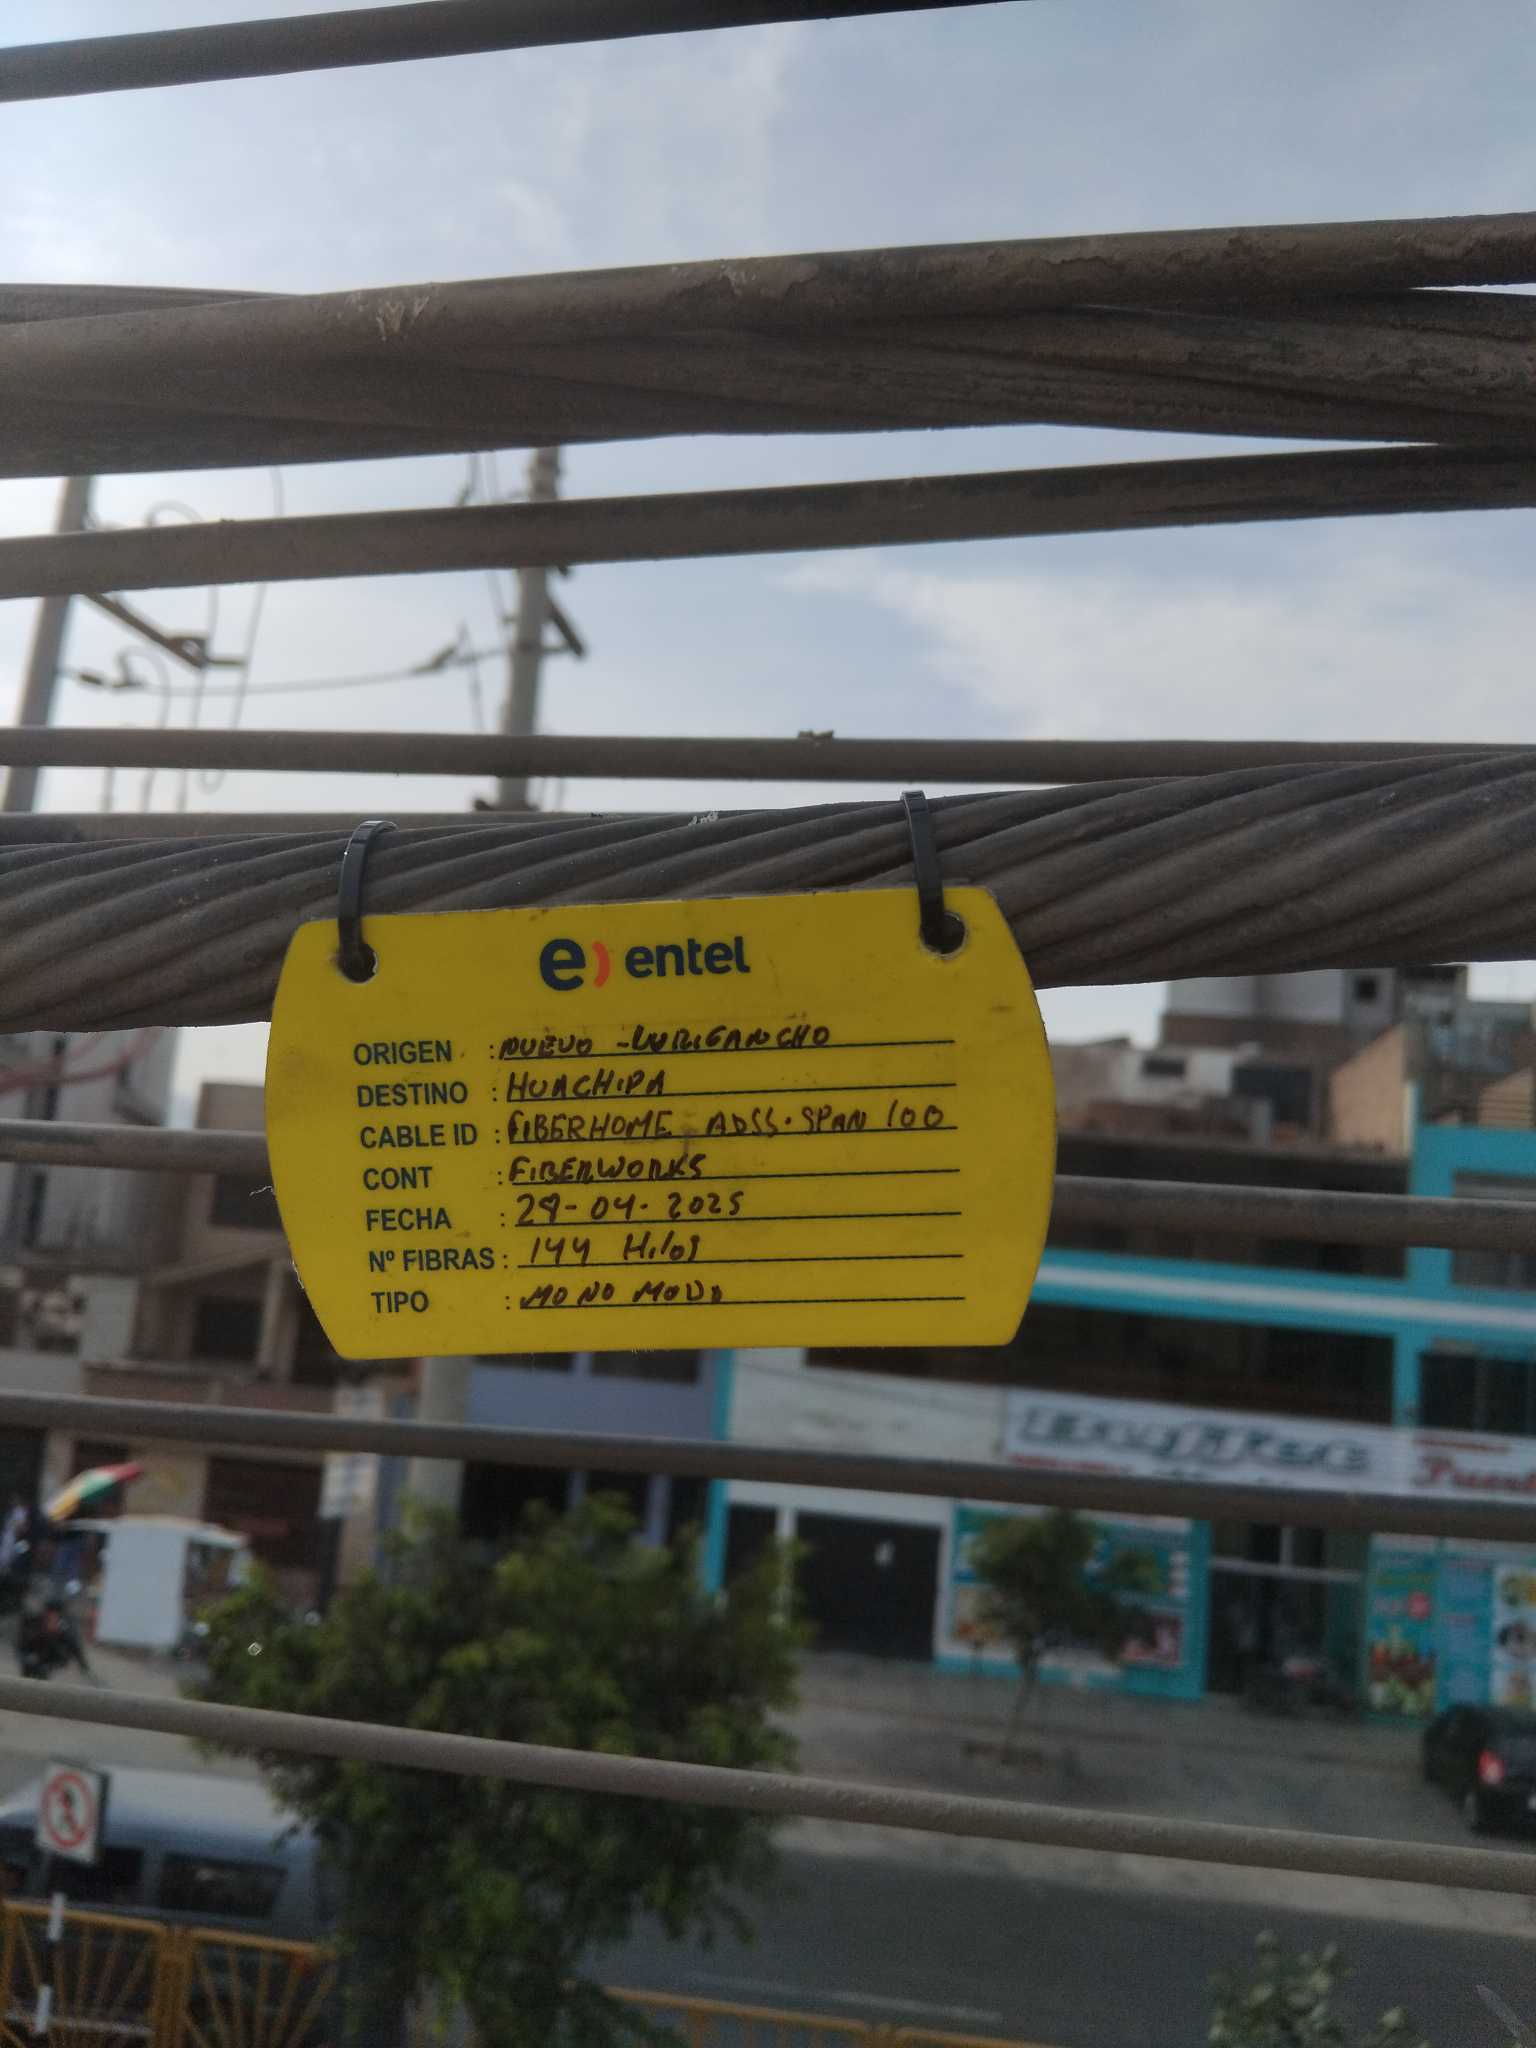 e) entel
ORIGEN : NUEVO - LURIGANCHO
DESTINO : HUACHIPA
CABLE ID : FIBERHOME ADSS. SPAN 100
CONT : FIBERWORKS
FECHA : 29-04-2025
Nº FIBRAS : 144 Hilos
TIPO : MONO MODO